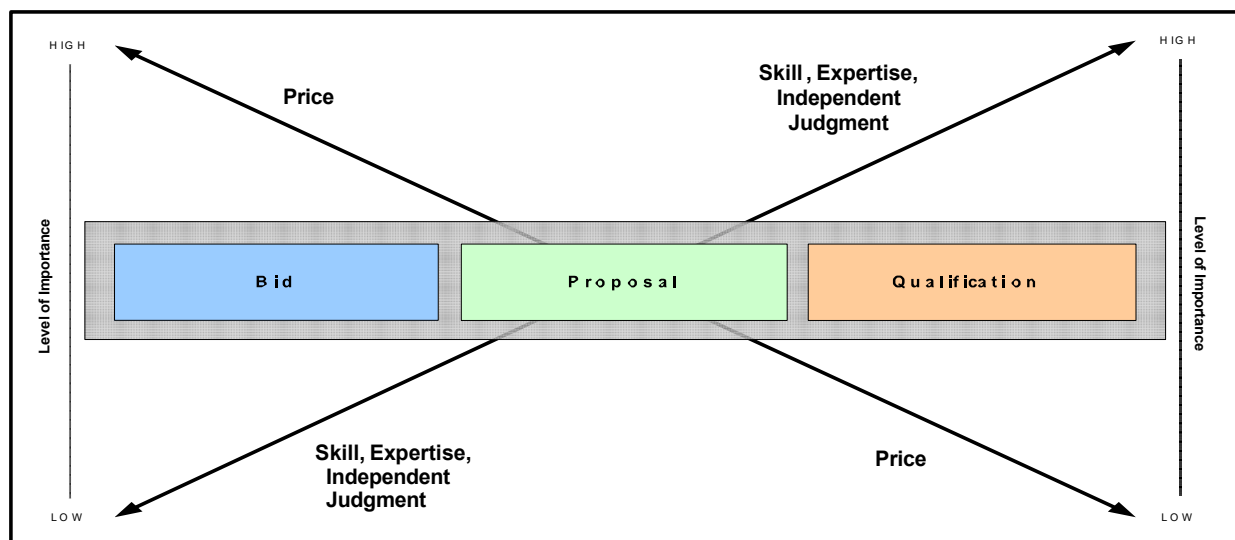 HIGH
HIGH
Price
Skill, Expertise,
Independent
Judgment
Level of Importance
Bid
Proposal
Qualification
Level of Importance
Skill, Expertise,
Independent
Judgment
Price
LOW
LOW